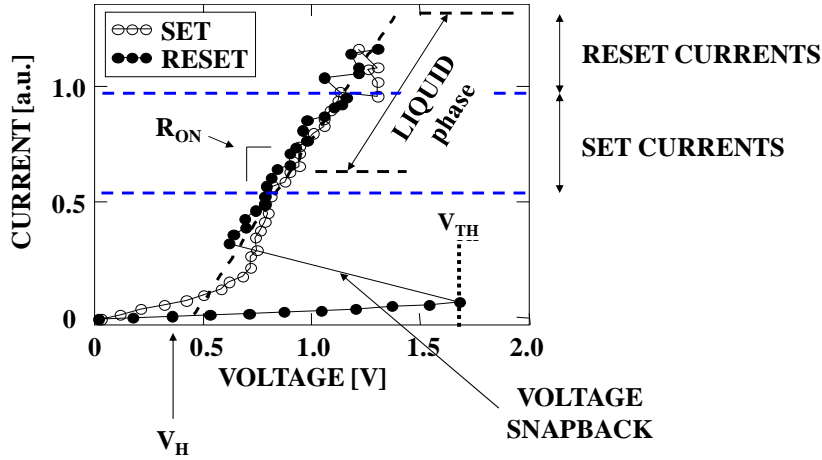 SET
RESET
RESET CURRENTS
LIQUID
phase
1.0
R_ON
SET CURRENTS
CURRENT [a.u.]
0.5
V_TH
0
0 0.5 1.0 1.5 2.0
VOLTAGE [V]
VOLTAGE
SNAPBACK
V_H